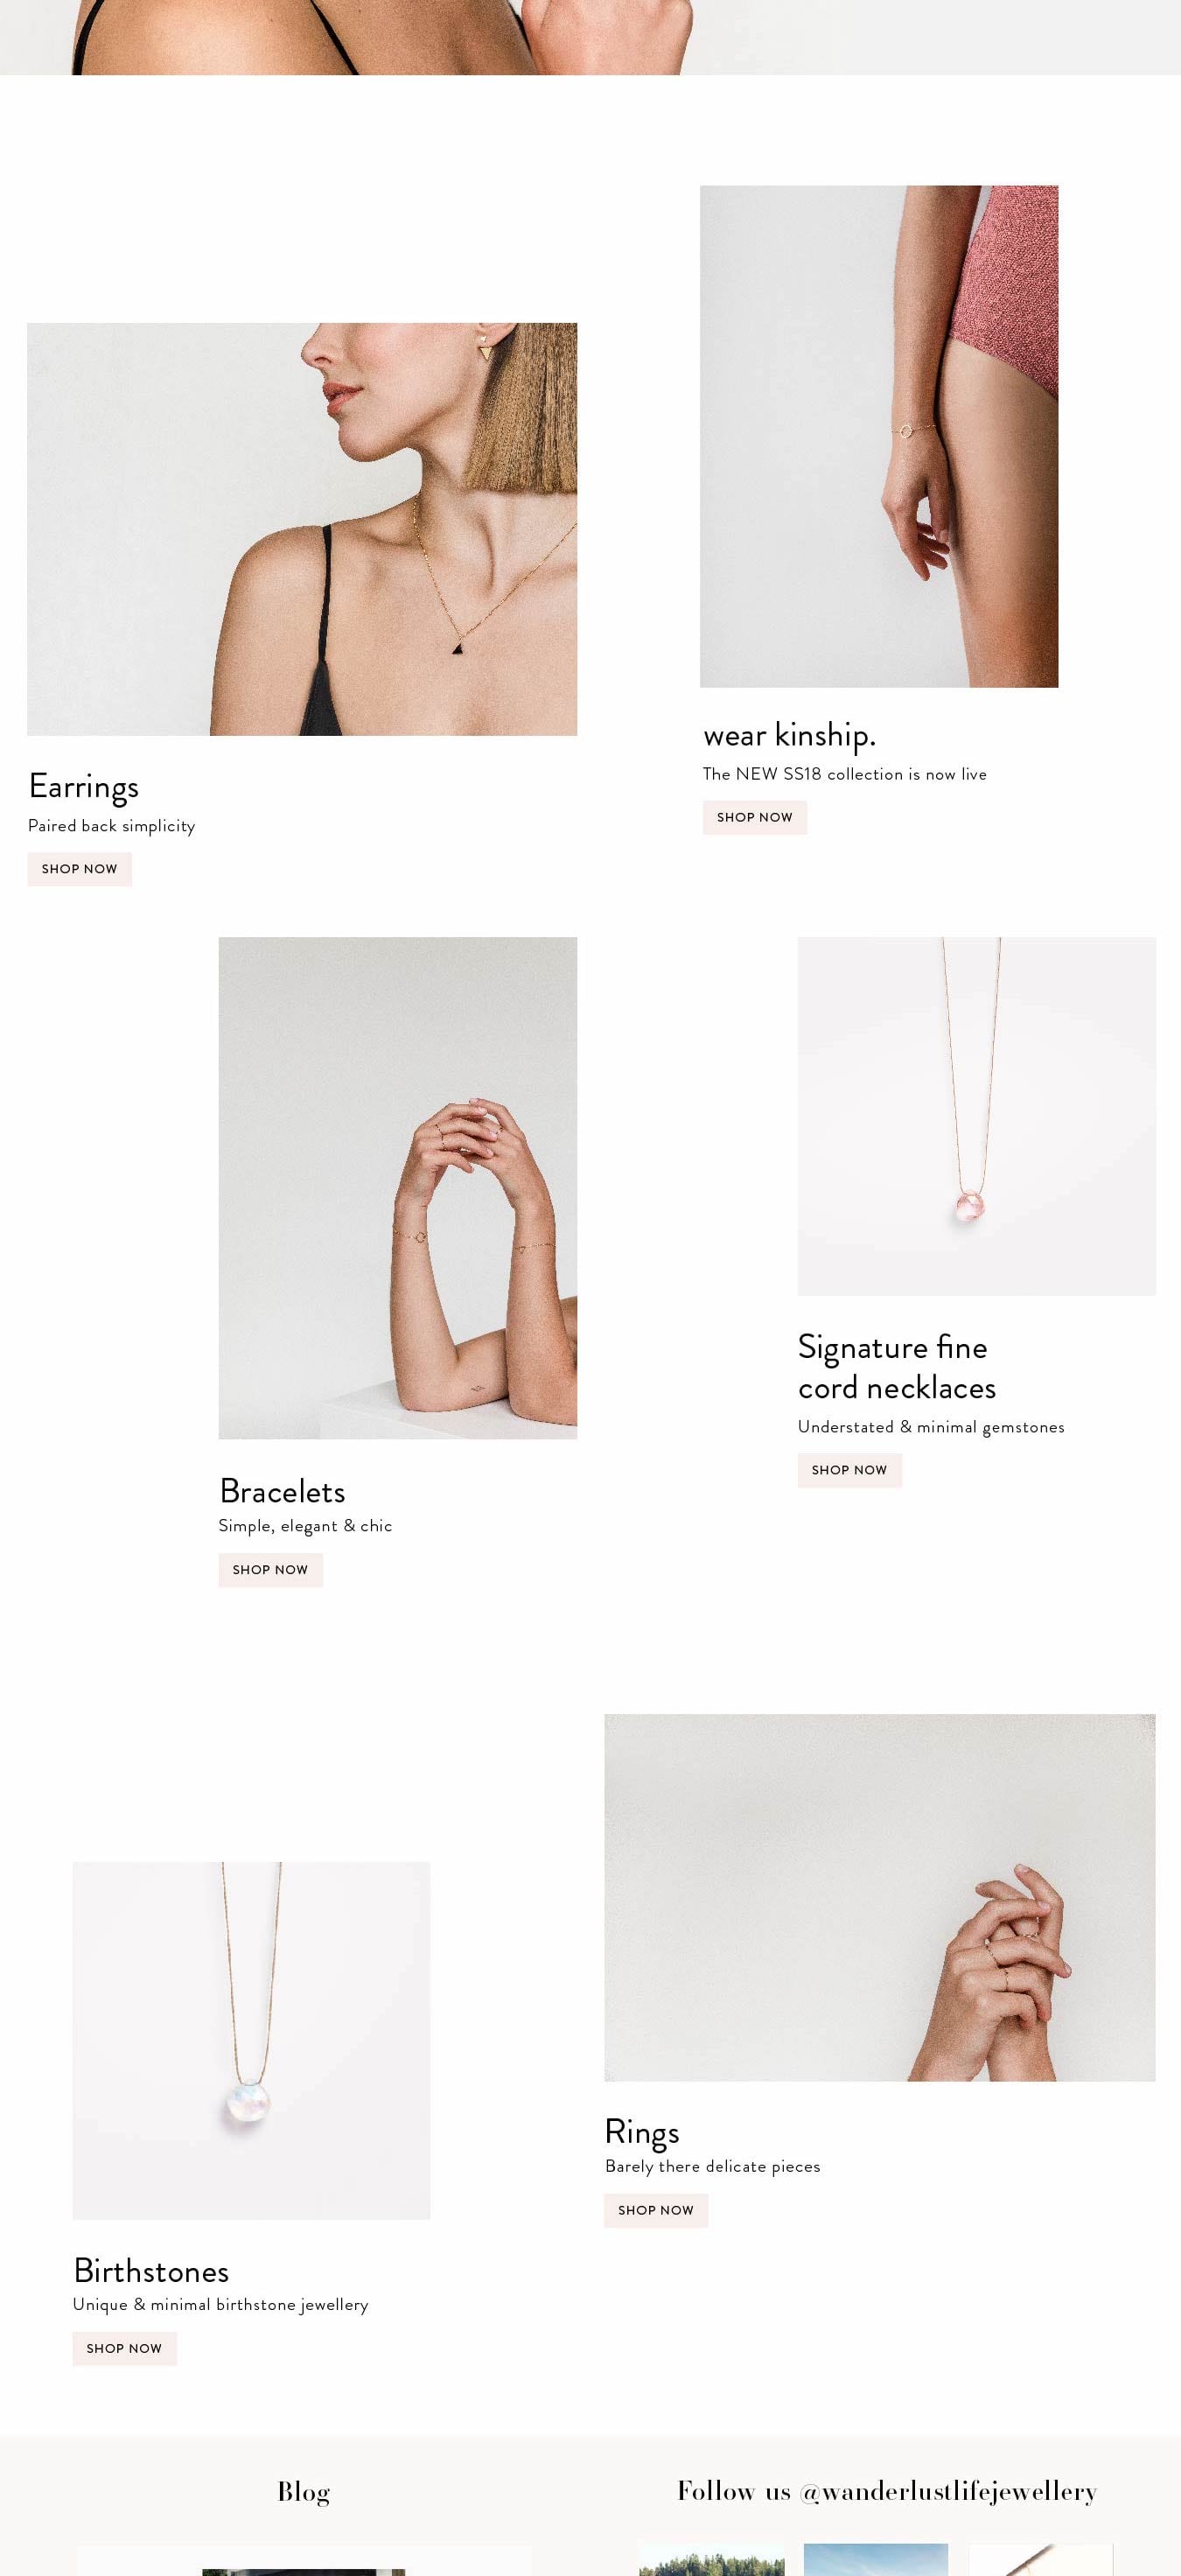 wear kinship.
The NEW SS18 collection is now live
SHOP NOW
Earrings
Paired back simplicity
SHOP NOW
Signature fine
cord necklaces
Understated & minimal gemstones
SHOP NOW
Bracelets
Simple, elegant & chic
SHOP NOW
Rings
Barely there delicate pieces
SHOP NOW
Birthstones
Unique & minimal birthstone jewellery
SHOP NOW
Blog
Follow us @wanderlustlifejewellery